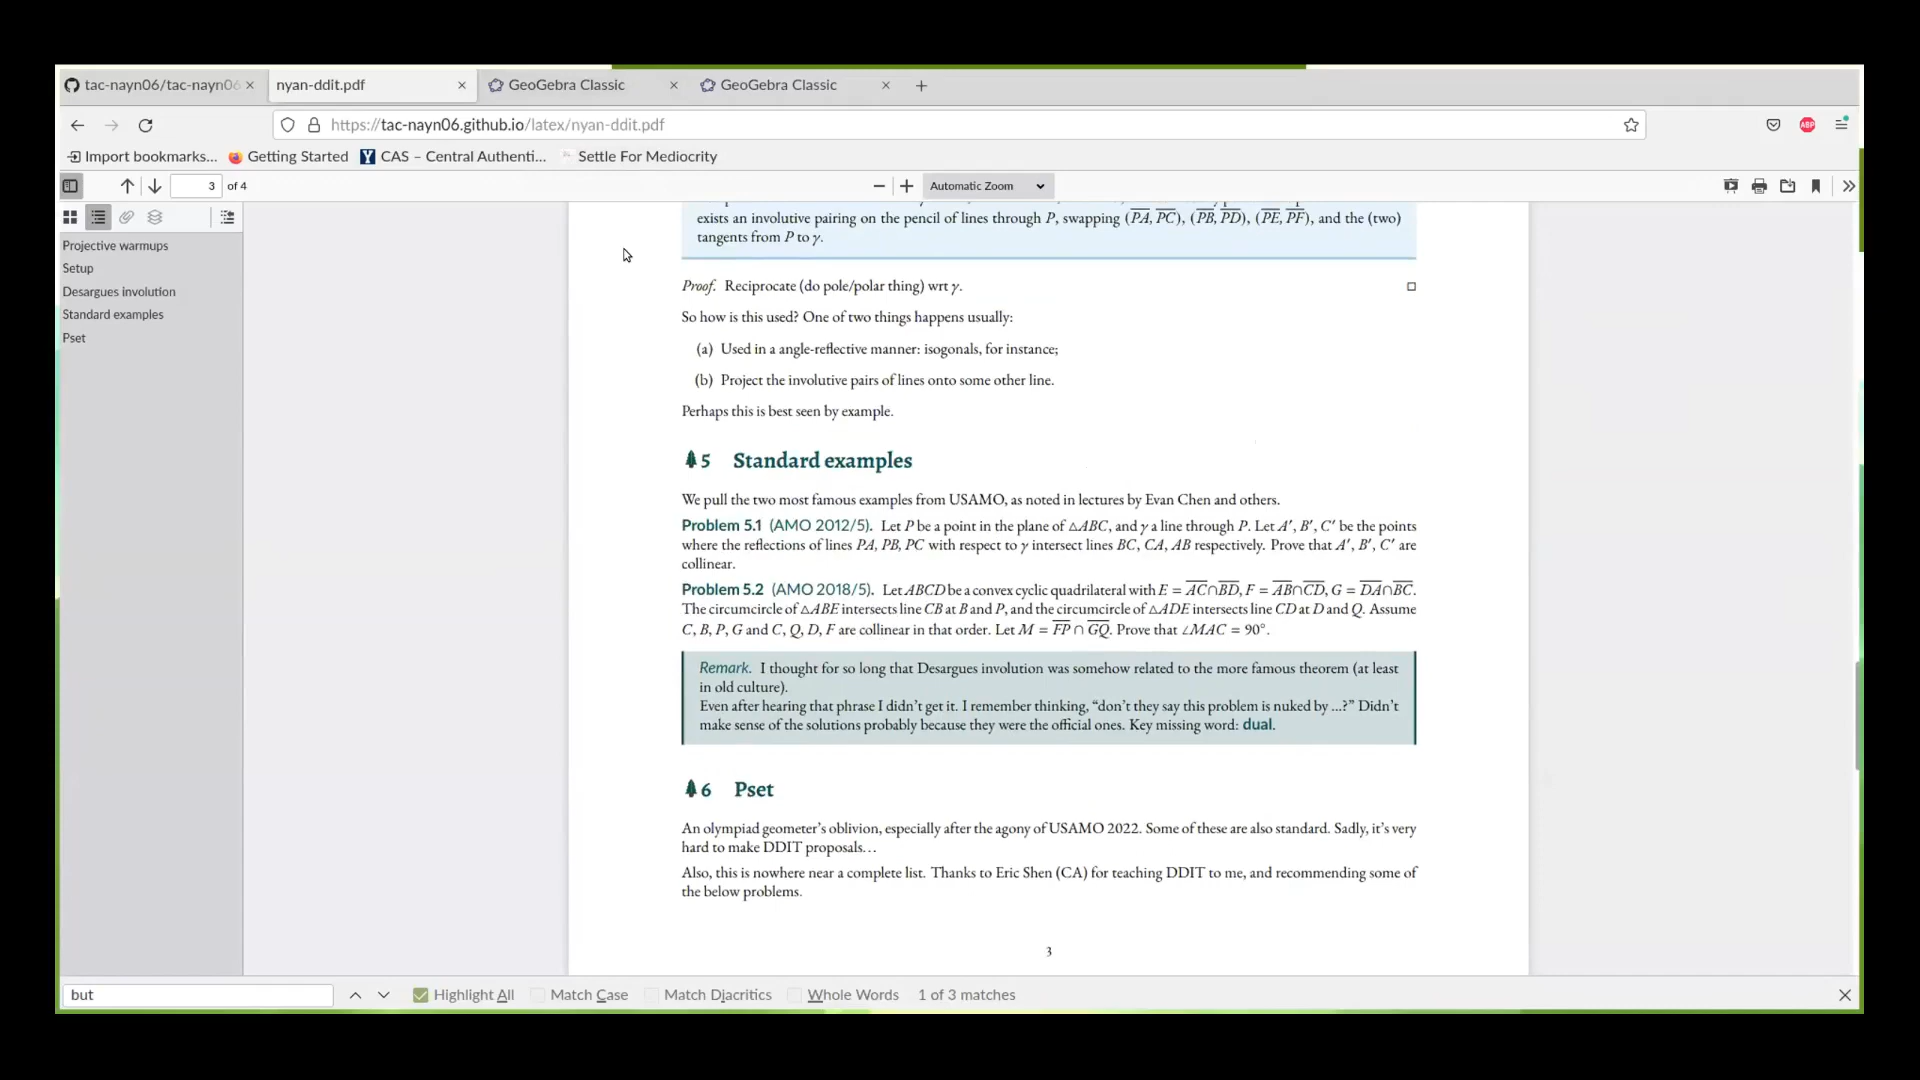 tac-nayn06/tac-nayn06
nyan-ddit.pdf
GeoGebra Classic
GeoGebra Classic
https://tac-nayn06.github.io/latex/nyan-ddit.pdf
Import bookmarks...
Getting Started
CAS – Central Authenti...
Settle For Mediocrity
3 of 4
Automatic Zoom
Projective warmups
Setup
Desargues involution
Standard examples
Pset
exists an involutive pairing on the pencil of lines through P, swapping (P̅A̅, P̅C̅), (P̅B̅, P̅D̅), (P̅E̅, P̅F̅), and the (two)
tangents from P to γ.
Proof. Reciprocate (do pole/polar thing) wrt γ. □
So how is this used? One of two things happens usually:
(a) Used in a angle-reflective manner: isogonals, for instance;
(b) Project the involutive pairs of lines onto some other line.
Perhaps this is best seen by example.
5 Standard examples
We pull the two most famous examples from USAMO, as noted in lectures by Evan Chen and others.
Problem 5.1 (AMO 2012/5). Let P be a point in the plane of △ABC, and γ a line through P. Let A′, B′, C′ be the points
where the reflections of lines PA, PB, PC with respect to γ intersect lines BC, CA, AB respectively. Prove that A′, B′, C′ are
collinear.
Problem 5.2 (AMO 2018/5). Let ABCD be a convex cyclic quadrilateral with E = A̅C̅∩B̅D̅, F = A̅B̅∩C̅D̅, G = D̅A̅∩B̅C̅.
The circumcircle of △ABE intersects line CB at B and P, and the circumcircle of △ADE intersects line CD at D and Q. Assume
C, B, P, G and C, Q, D, F are collinear in that order. Let M = F̅P̅ ∩ G̅Q̅. Prove that ∠MAC = 90°.
Remark. I thought for so long that Desargues involution was somehow related to the more famous theorem (at least
in old culture).
Even after hearing that phrase I didn't get it. I remember thinking, “don't they say this problem is nuked by ...?” Didn't
make sense of the solutions probably because they were the official ones. Key missing word: dual.
6 Pset
An olympiad geometer's oblivion, especially after the agony of USAMO 2022. Some of these are also standard. Sadly, it's very
hard to make DDIT proposals...
Also, this is nowhere near a complete list. Thanks to Eric Shen (CA) for teaching DDIT to me, and recommending some of
the below problems.
3
but
Highlight All
Match Case
Match Diacritics
Whole Words
1 of 3 matches